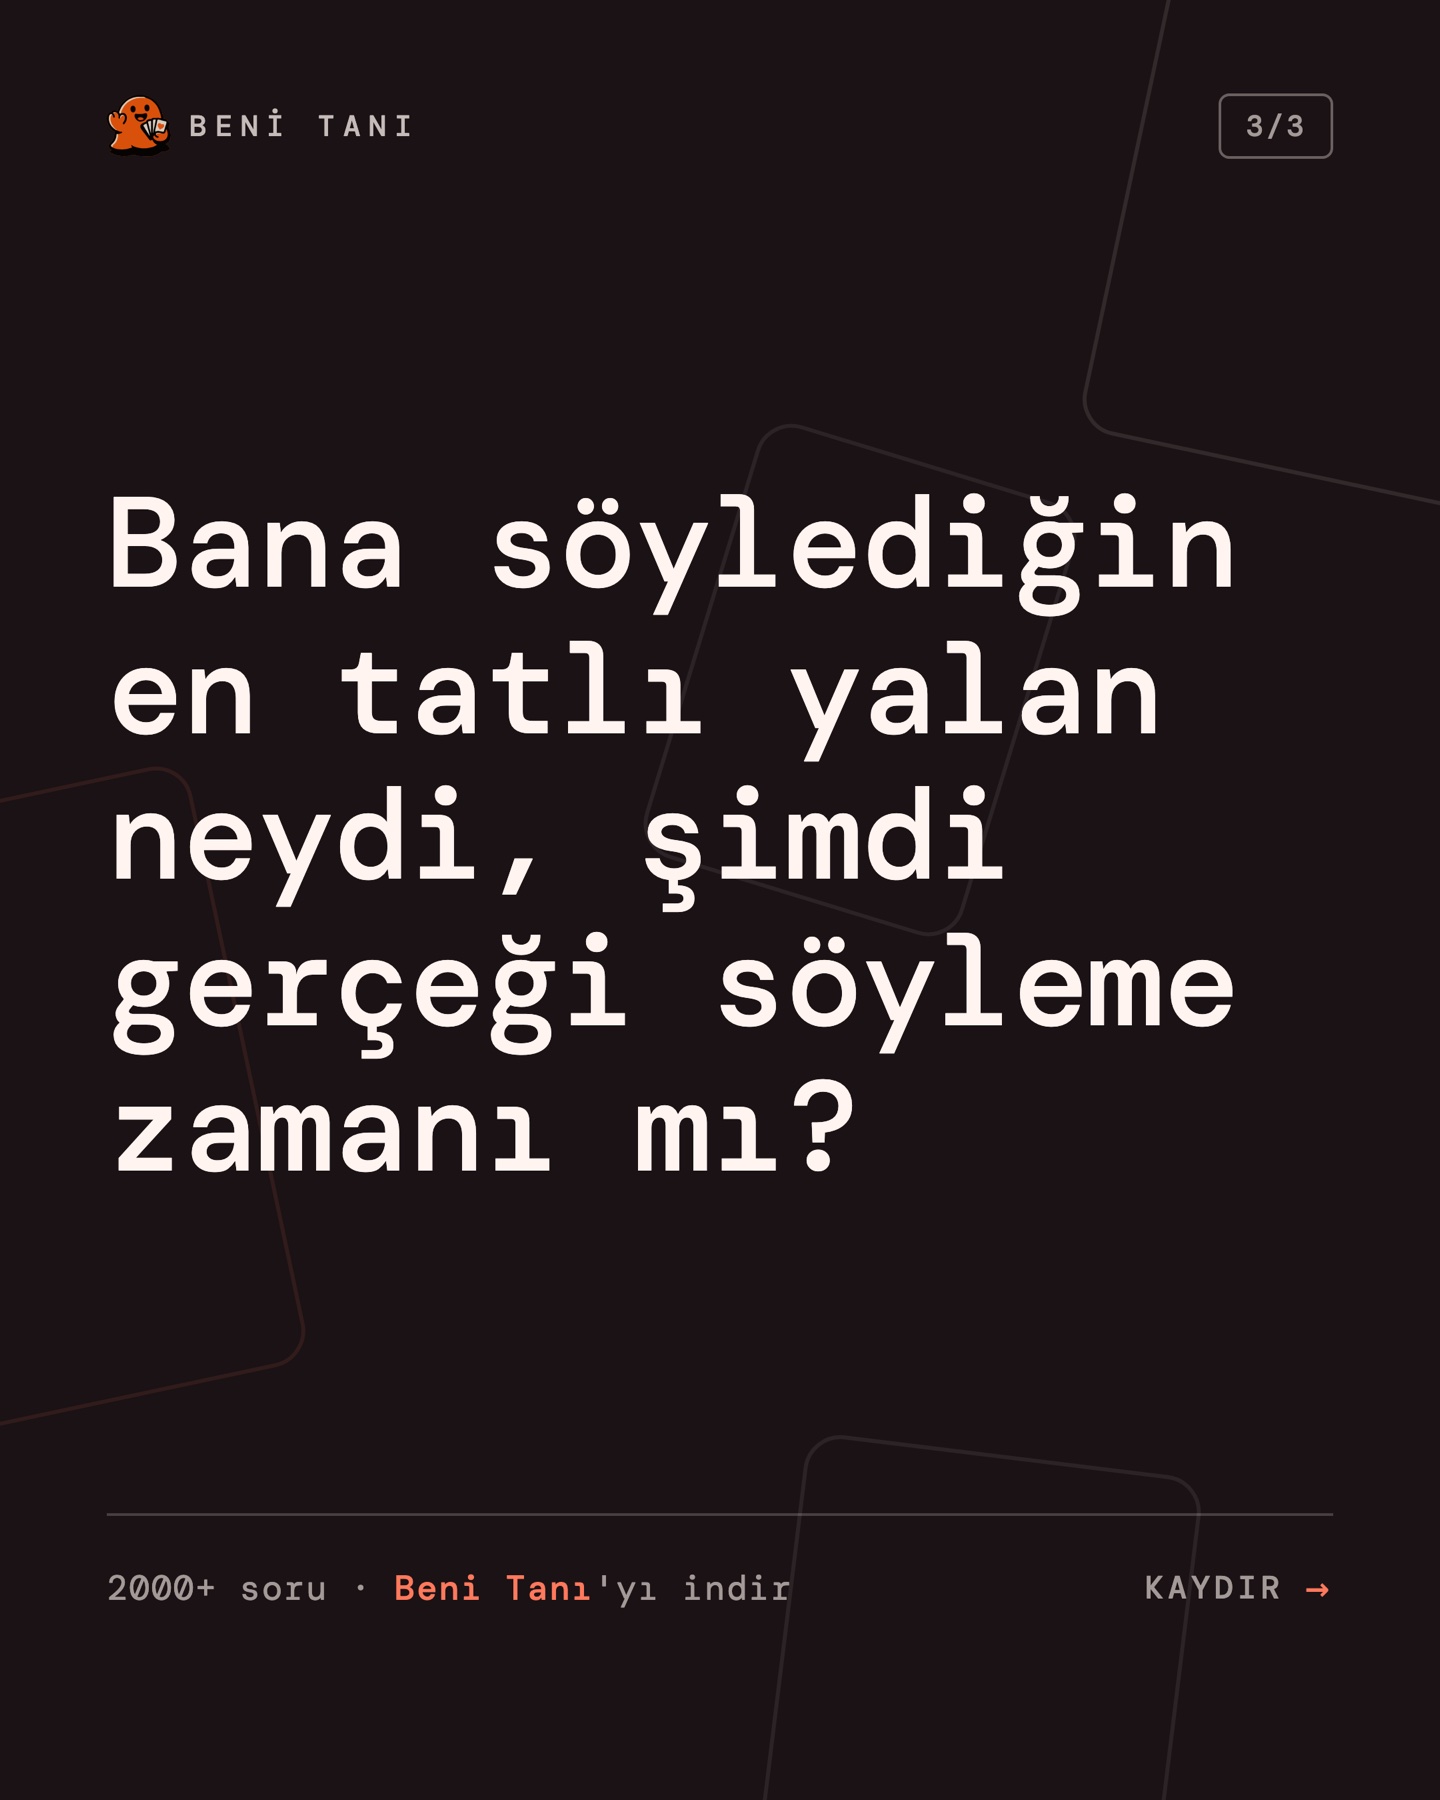 BENİ TANI
3/3
Bana söylediğin
en tatlı yalan
neydi, şimdi
gerçeği söyleme
zamanı mı?
2000+ soru · Beni Tanı'yı indir
KAYDIR →